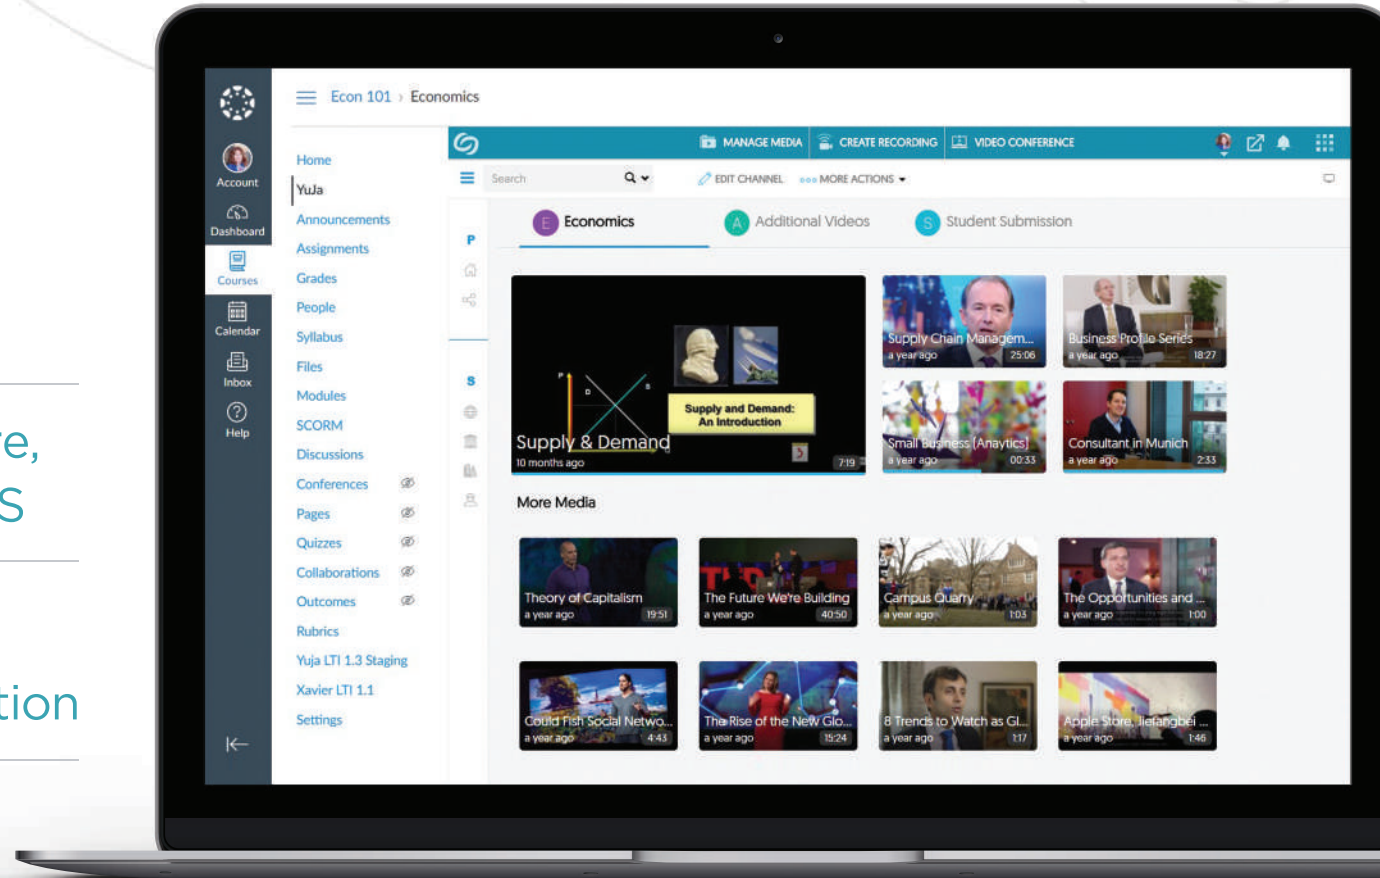 re,
S
tion
Econ 101 › Economics
Account
Dashboard
Courses
Calendar
Inbox
Help
Home
YuJa
Announcements
Assignments
Grades
People
Syllabus
Files
Modules
SCORM
Discussions
Conferences
Pages
Quizzes
Collaborations
Outcomes
Rubrics
Yuja LTI 1.3 Staging
Xavier LTI 1.1
Settings
MANAGE MEDIA
CREATE RECORDING
VIDEO CONFERENCE
Search
EDIT CHANNEL
MORE ACTIONS
P
S
E Economics
A Additional Videos
S Student Submission
P
D
S
Supply and Demand:
An Introduction
Supply & Demand
10 months ago
7:19
Supply Chain Managem...
a year ago 25:06
Business Profile Series
a year ago 18:27
Small Business [Anaytics]
a year ago 00:33
Consultant in Munich
a year ago 2:33
More Media
Theory of Capitalism
a year ago 19:51
TED
The Future We're Building
a year ago 40:50
Campus Quarry
a year ago 1:03
The Opportunities and ...
a year ago 1:00
Could Fish Social Netwo...
a year ago 4:43
The Rise of the New Glo...
a year ago 15:24
8 Trends to Watch as Gl...
a year ago 1:17
Apple Store, Jiefangbei ...
a year ago 1:46